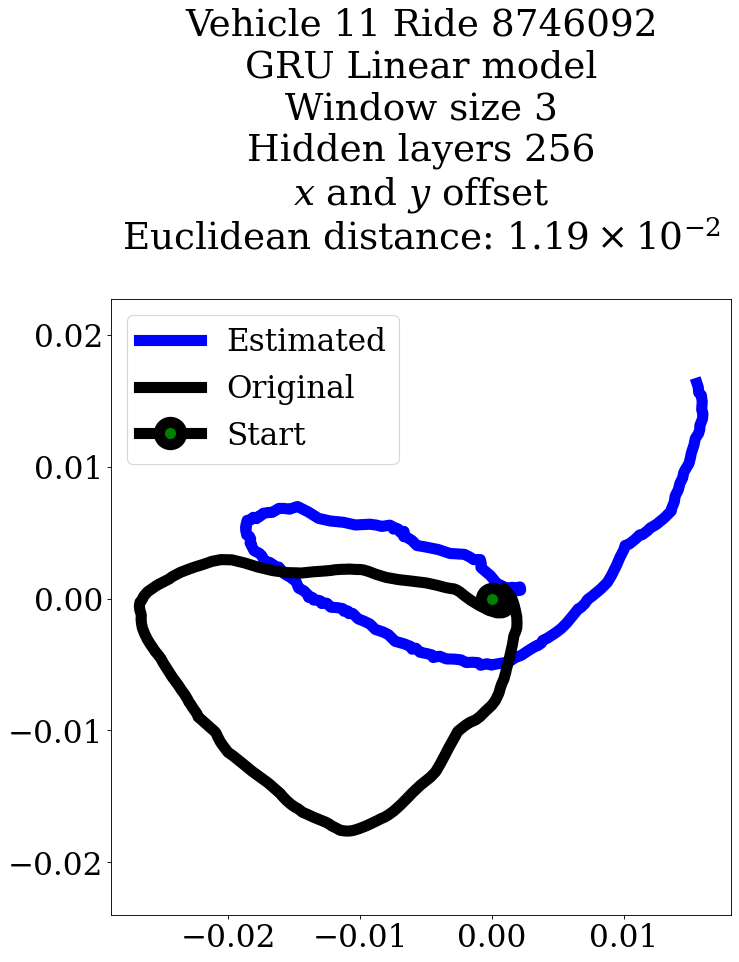 Vehicle 11 Ride 8746092
GRU Linear model
Window size 3
Hidden layers 256
x and y offset
Euclidean distance: 1.19 × 10⁻²
Estimated
Original
Start
0.02
0.01
0.00
−0.01
−0.02
−0.02
−0.01
0.00
0.01